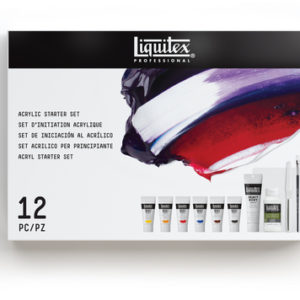 Liquitex®
PROFESSIONAL
ACRYLIC STARTER SET
SET D'INITIATION ACRYLIQUE
SET DE INICIACIÓN AL ACRÍLICO
SET ACRILICO PER PRINCIPIANTE
ACRYL STARTER SET
12
PC/PZ
Liquitex